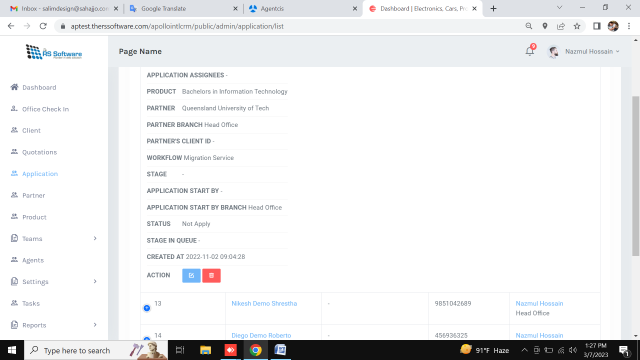 Inbox - salimdesign@sahajjo.com
Google Translate
Agentcis
Dashboard | Electronics, Cars, Pro
aptest.therssoftware.com/apollointlcrm/public/admin/application/list
RS Software
Page Name
9
Nazmul Hossain
Dashboard
Office Check In
Client
Quotations
Application
Partner
Product
Teams
Agents
Settings
Tasks
Reports
APPLICATION ASSIGNEES -
PRODUCT Bachelors in Information Technology
PARTNER Queensland University of Tech
PARTNER BRANCH Head Office
PARTNER'S CLIENT ID -
WORKFLOW Migration Service
STAGE -
APPLICATION START BY -
APPLICATION START BY BRANCH Head Office
STATUS Not Apply
STAGE IN QUEUE -
CREATED AT 2022-11-02 09:04:28
ACTION
13 Nikesh Demo Shrestha - 9851042689 Nazmul Hossain
Head Office
14 Diego Demo Roberto - 456936325 Nazmul Hossain
Type here to search
91°F Haze
1:27 PM
3/7/2023